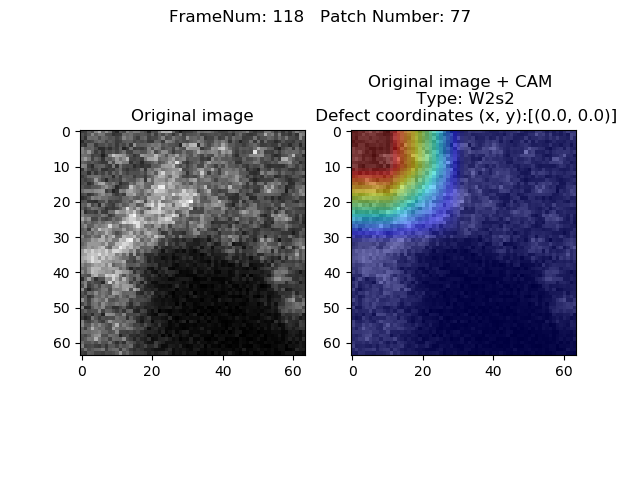 FrameNum: 118   Patch Number: 77
Original image
0
10
20
30
40
50
60
0 20 40 60
Original image + CAM
Type: W2s2
Defect coordinates (x, y):[(0.0, 0.0)]
0
10
20
30
40
50
60
0 20 40 60